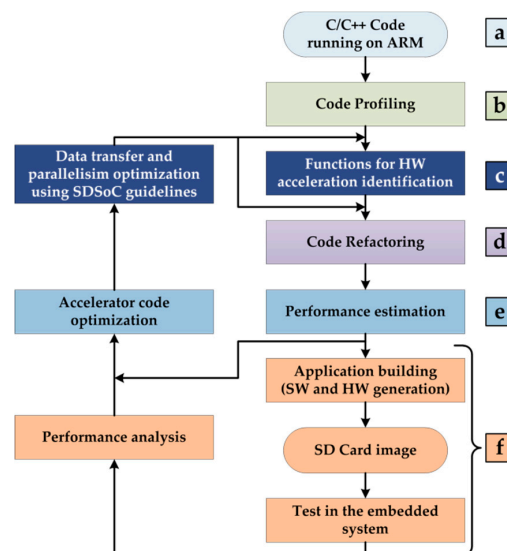 C/C++ Code
running on ARM
a
Code Profiling
b
Data transfer and
parallelisim optimization
using SDSoC guidelines
Functions for HW
acceleration identification
c
Code Refactoring
d
Accelerator code
optimization
Performance estimation
e
Application building
(SW and HW generation)
Performance analysis
SD Card image
f
Test in the embedded
system